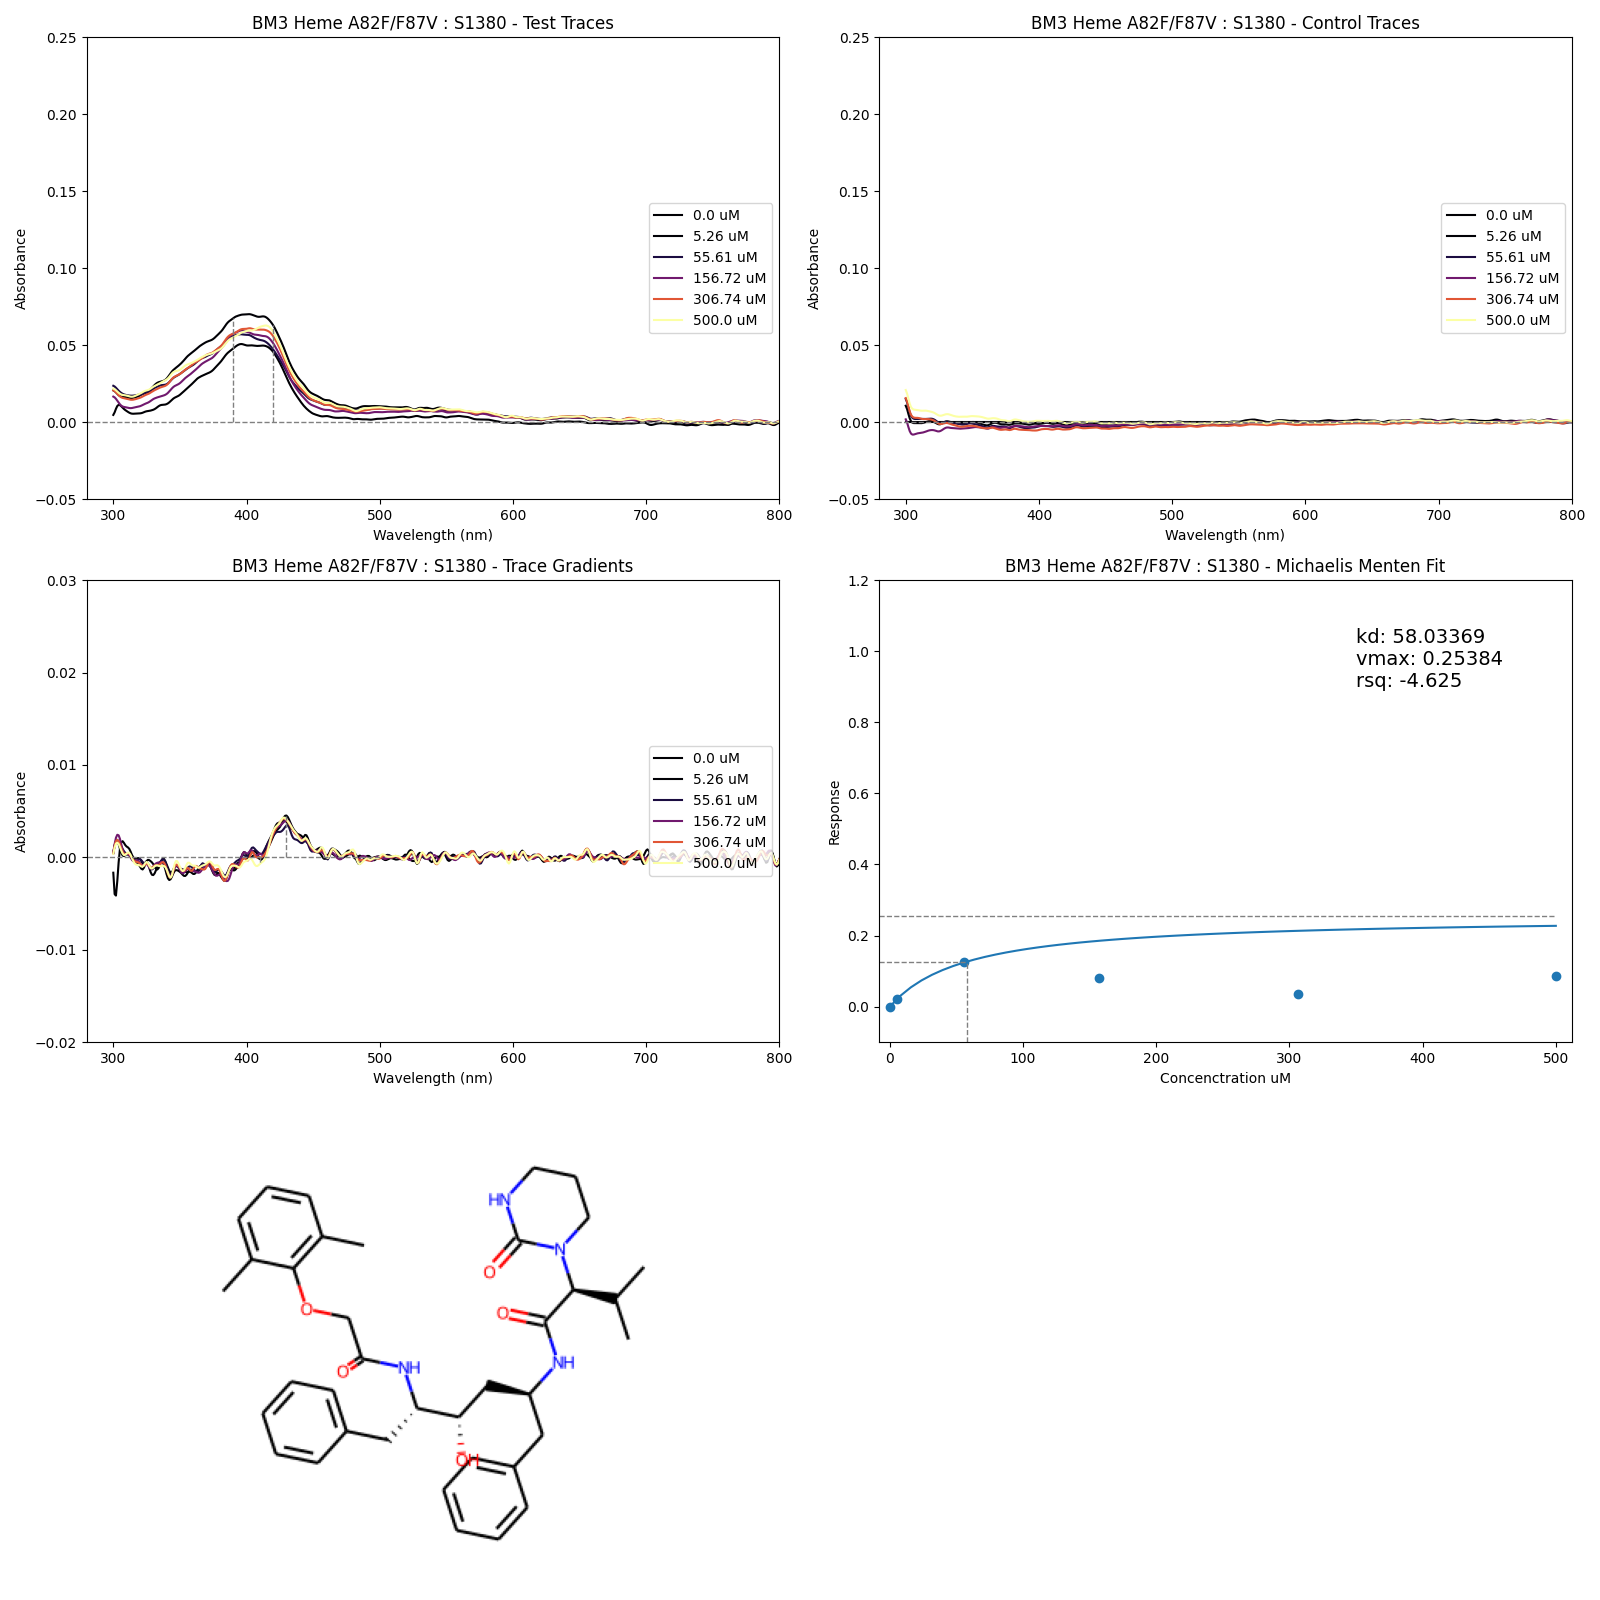 BM3 Heme A82F/F87V : S1380 - Test Traces
0.25
0.20
0.15
0.10
0.05
0.00
−0.05
Absorbance
300 400 500 600 700 800
Wavelength (nm)
0.0 uM
5.26 uM
55.61 uM
156.72 uM
306.74 uM
500.0 uM
BM3 Heme A82F/F87V : S1380 - Control Traces
0.25
0.20
0.15
0.10
0.05
0.00
−0.05
Absorbance
300 400 500 600 700 800
Wavelength (nm)
0.0 uM
5.26 uM
55.61 uM
156.72 uM
306.74 uM
500.0 uM
BM3 Heme A82F/F87V : S1380 - Trace Gradients
0.03
0.02
0.01
0.00
−0.01
−0.02
Absorbance
300 400 500 600 700 800
Wavelength (nm)
0.0 uM
5.26 uM
55.61 uM
156.72 uM
306.74 uM
500.0 uM
BM3 Heme A82F/F87V : S1380 - Michaelis Menten Fit
1.2
1.0
0.8
0.6
0.4
0.2
0.0
Response
kd: 58.03369
vmax: 0.25384
rsq: -4.625
0 100 200 300 400 500
Concenctration uM
HN
N
O
O
O
NH
NH
O
OH